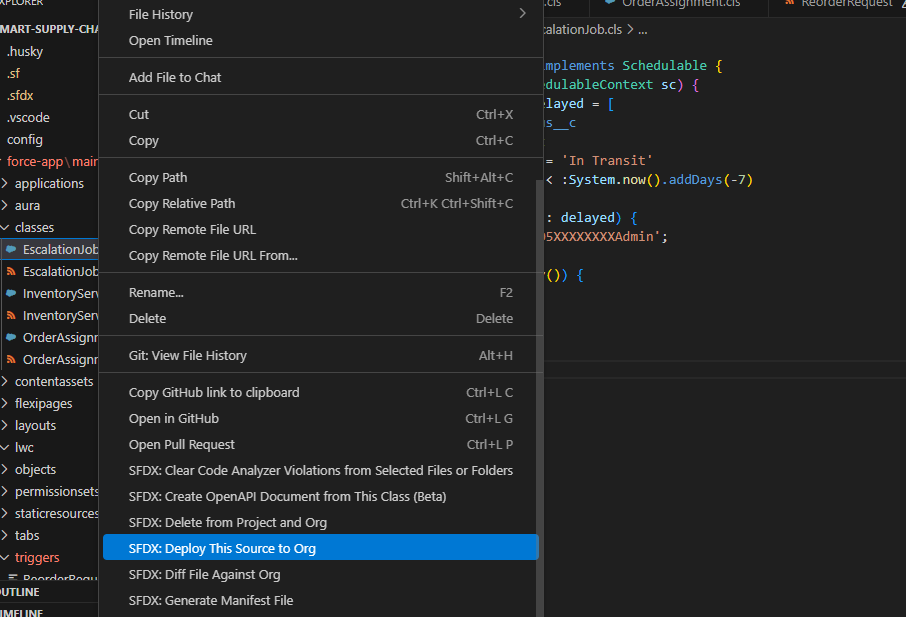 XPLORER
MART-SUPPLY-CHA
.husky
.sf
.sfdx
.vscode
config
force-app\main
applications
aura
classes
EscalationJob
EscalationJob
InventoryServ
InventoryServ
OrderAssignm
OrderAssignm
contentassets
flexipages
layouts
lwc
objects
permissionsets
staticresources
tabs
triggers
ReorderRequ
OUTLINE
TIMELINE
File History
Open Timeline
Add File to Chat
Cut Ctrl+X
Copy Ctrl+C
Copy Path Shift+Alt+C
Copy Relative Path Ctrl+K Ctrl+Shift+C
Copy Remote File URL
Copy Remote File URL From...
Rename... F2
Delete Delete
Git: View File History Alt+H
Copy GitHub link to clipboard Ctrl+L C
Open in GitHub Ctrl+L G
Open Pull Request Ctrl+L P
SFDX: Clear Code Analyzer Violations from Selected Files or Folders
SFDX: Create OpenAPI Document from This Class (Beta)
SFDX: Delete from Project and Org
SFDX: Deploy This Source to Org
SFDX: Diff File Against Org
SFDX: Generate Manifest File
.cls OrderAssignment.cls ReorderRequest
calationJob.cls > ...
mplements Schedulable {
edulableContext sc) {
elayed = [
us__c
= 'In Transit'
< :System.now().addDays(-7)
: delayed) {
05XXXXXXXXAdmin';
()) {